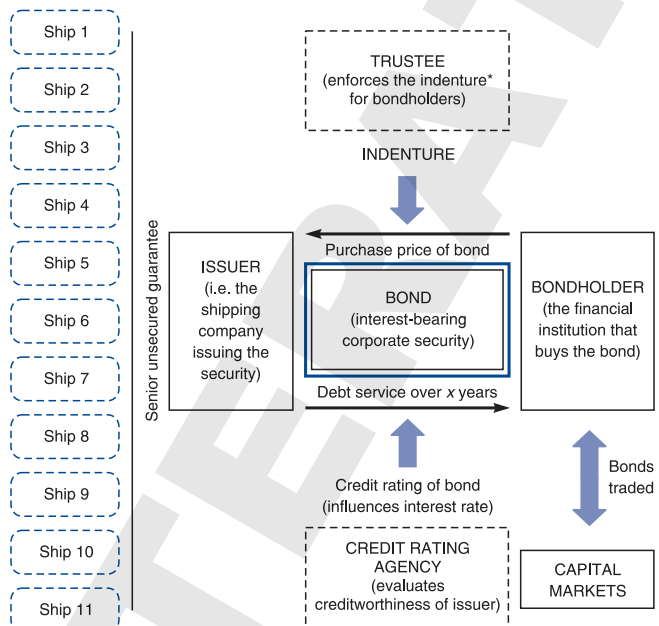 Ship 1
Ship 2
Ship 3
Ship 4
Ship 5
Ship 6
Ship 7
Ship 8
Ship 9
Ship 10
Ship 11
Senior unsecured guarantee
TRUSTEE
(enforces the indenture*
for bondholders)
INDENTURE
ISSUER
(i.e. the
shipping
company
issuing the
security)
Purchase price of bond
BOND
(interest-bearing
corporate security)
Debt service over x years
BONDHOLDER
(the financial
institution that
buys the bond)
Credit rating of bond
(influences interest rate)
CREDIT RATING
AGENCY
(evaluates
creditworthiness of issuer)
Bonds
traded
CAPITAL
MARKETS